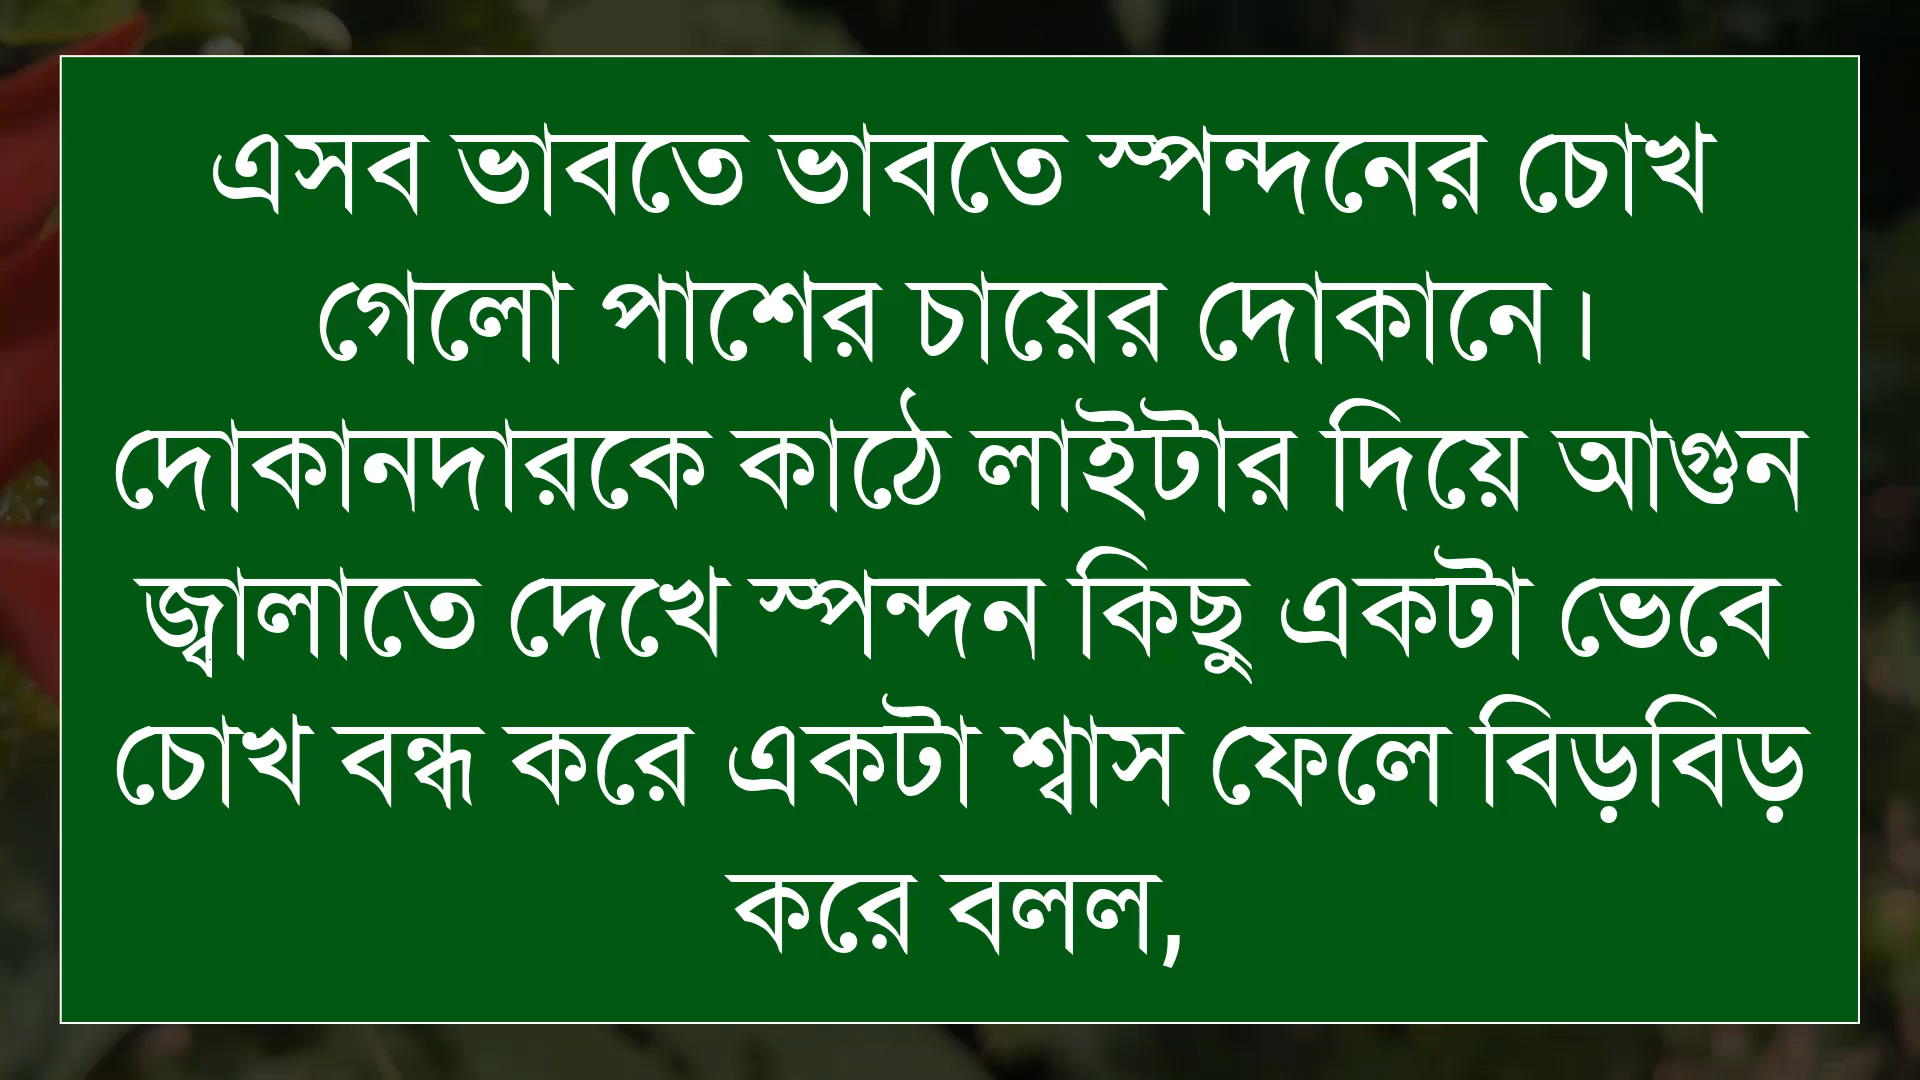 এসব ভাবতে ভাবতে স্পন্দনের চোখ
গেলো পাশের চায়ের দোকানে।
দোকানদারকে কাঠে লাইটার দিয়ে আগুন
জ্বালাতে দেখে স্পন্দন কিছু একটা ভেবে
চোখ বন্ধ করে একটা শ্বাস ফেলে বিড়বিড়
করে বলল,